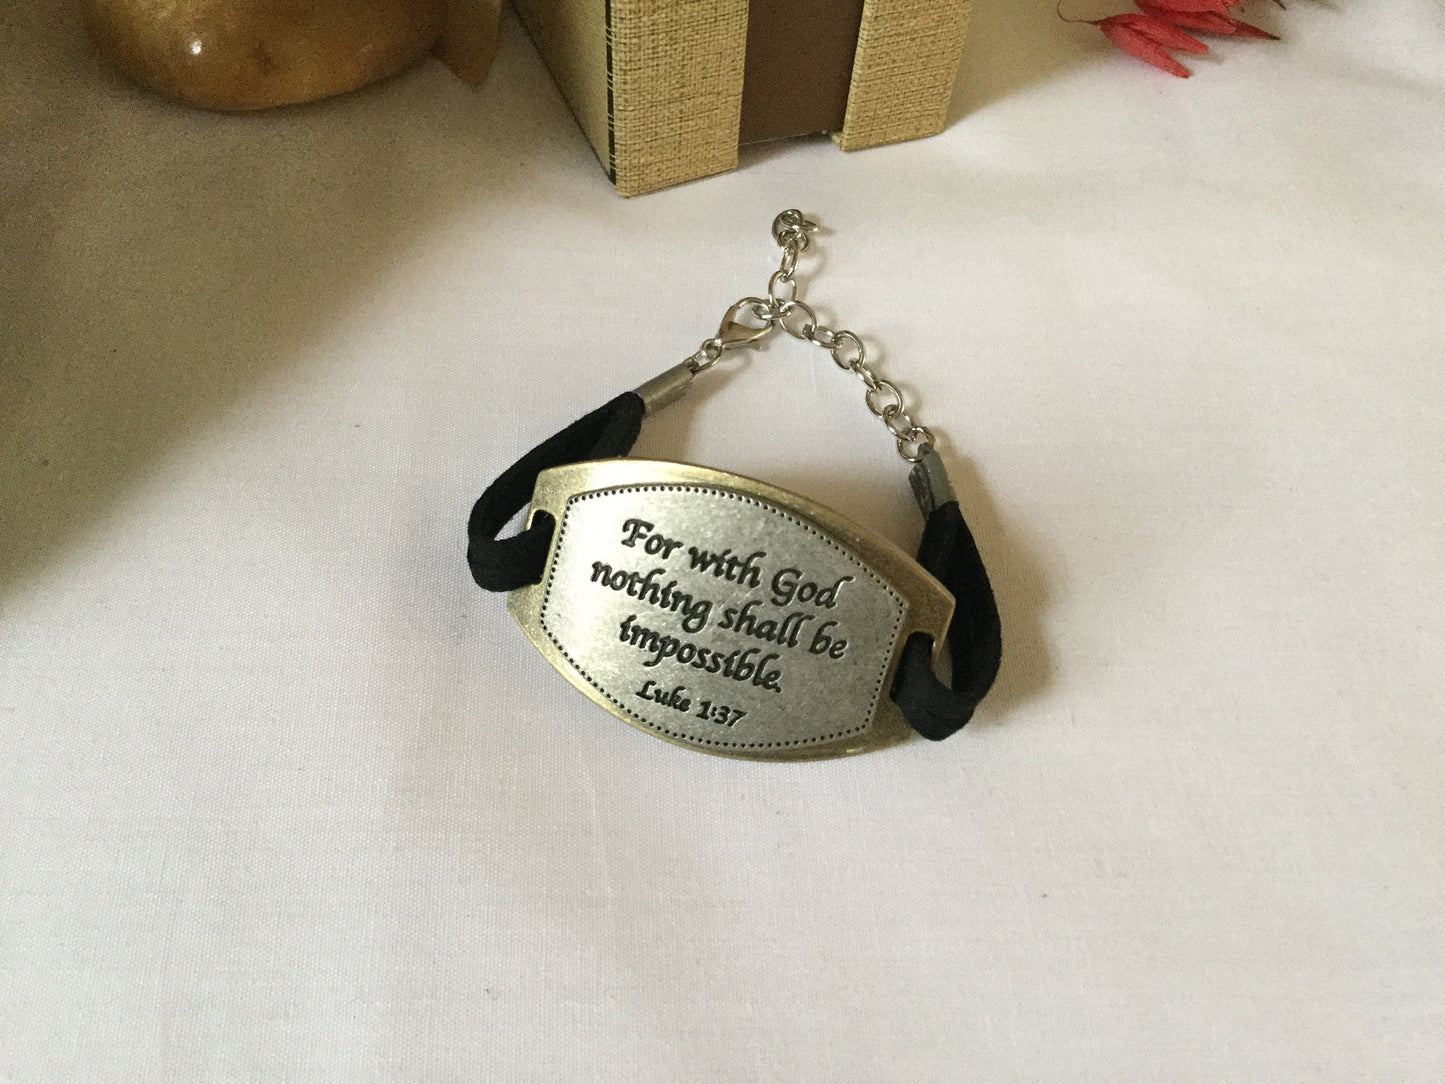 For with God
nothing shall be
impossible.
Luke 1:37